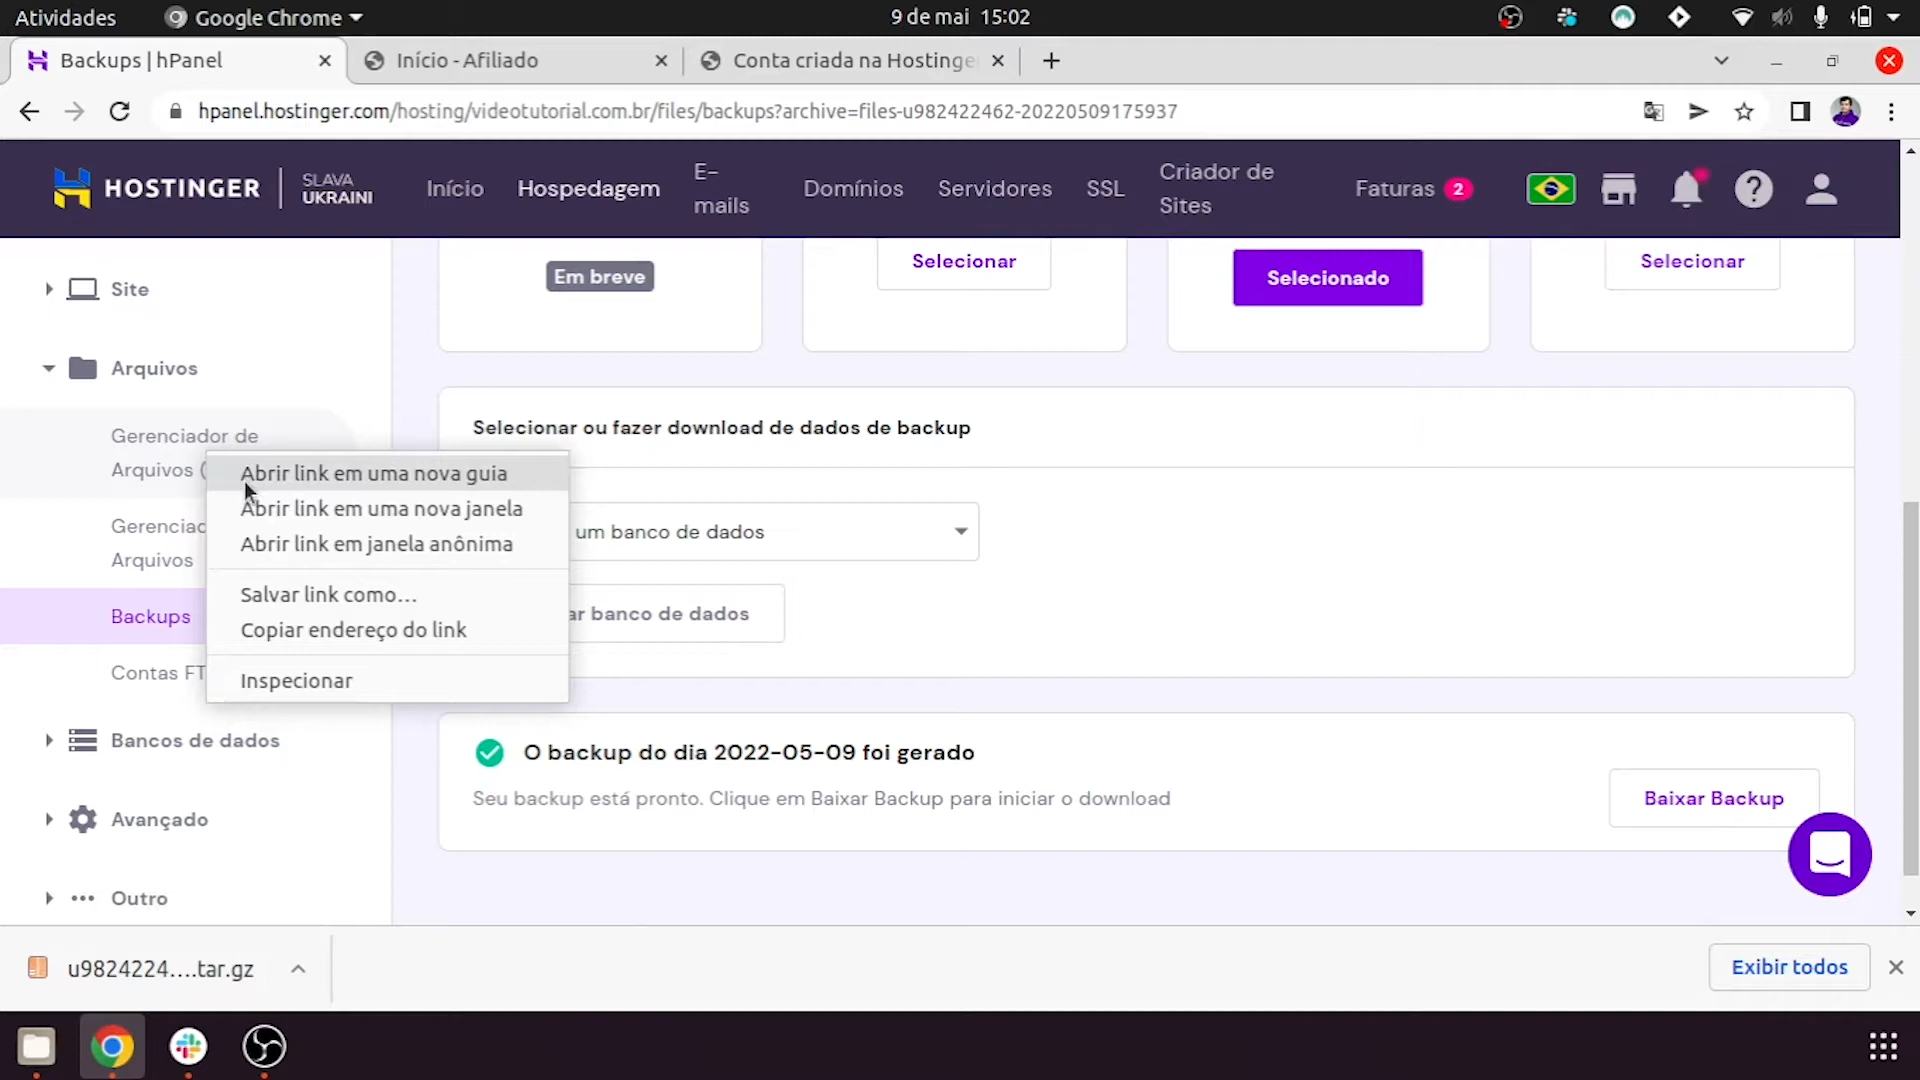 Atividades
Google Chrome
9 de mai 15:02
Backups | hPanel
Início - Afiliado
Conta criada na Hostinge
hpanel.hostinger.com/hosting/videotutorial.com.br/files/backups?archive=files-u982422462-20220509175937
HOSTINGER
SLAVA
UKRAINI
Início
Hospedagem
E-
mails
Domínios
Servidores
SSL
Criador de
Sites
Faturas 2
Site
Arquivos
Gerenciador de
Arquivos (
Gerenciad
Arquivos
Backups
Contas FT
Bancos de dados
Avançado
Outro
Abrir link em uma nova guia
Abrir link em uma nova janela
Abrir link em janela anônima
Salvar link como...
Copiar endereço do link
Inspecionar
Em breve
Selecionar
Selecionado
Selecionar
Selecionar ou fazer download de dados de backup
um banco de dados
ar banco de dados
O backup do dia 2022-05-09 foi gerado
Seu backup está pronto. Clique em Baixar Backup para iniciar o download
Baixar Backup
u9824224....tar.gz
Exibir todos